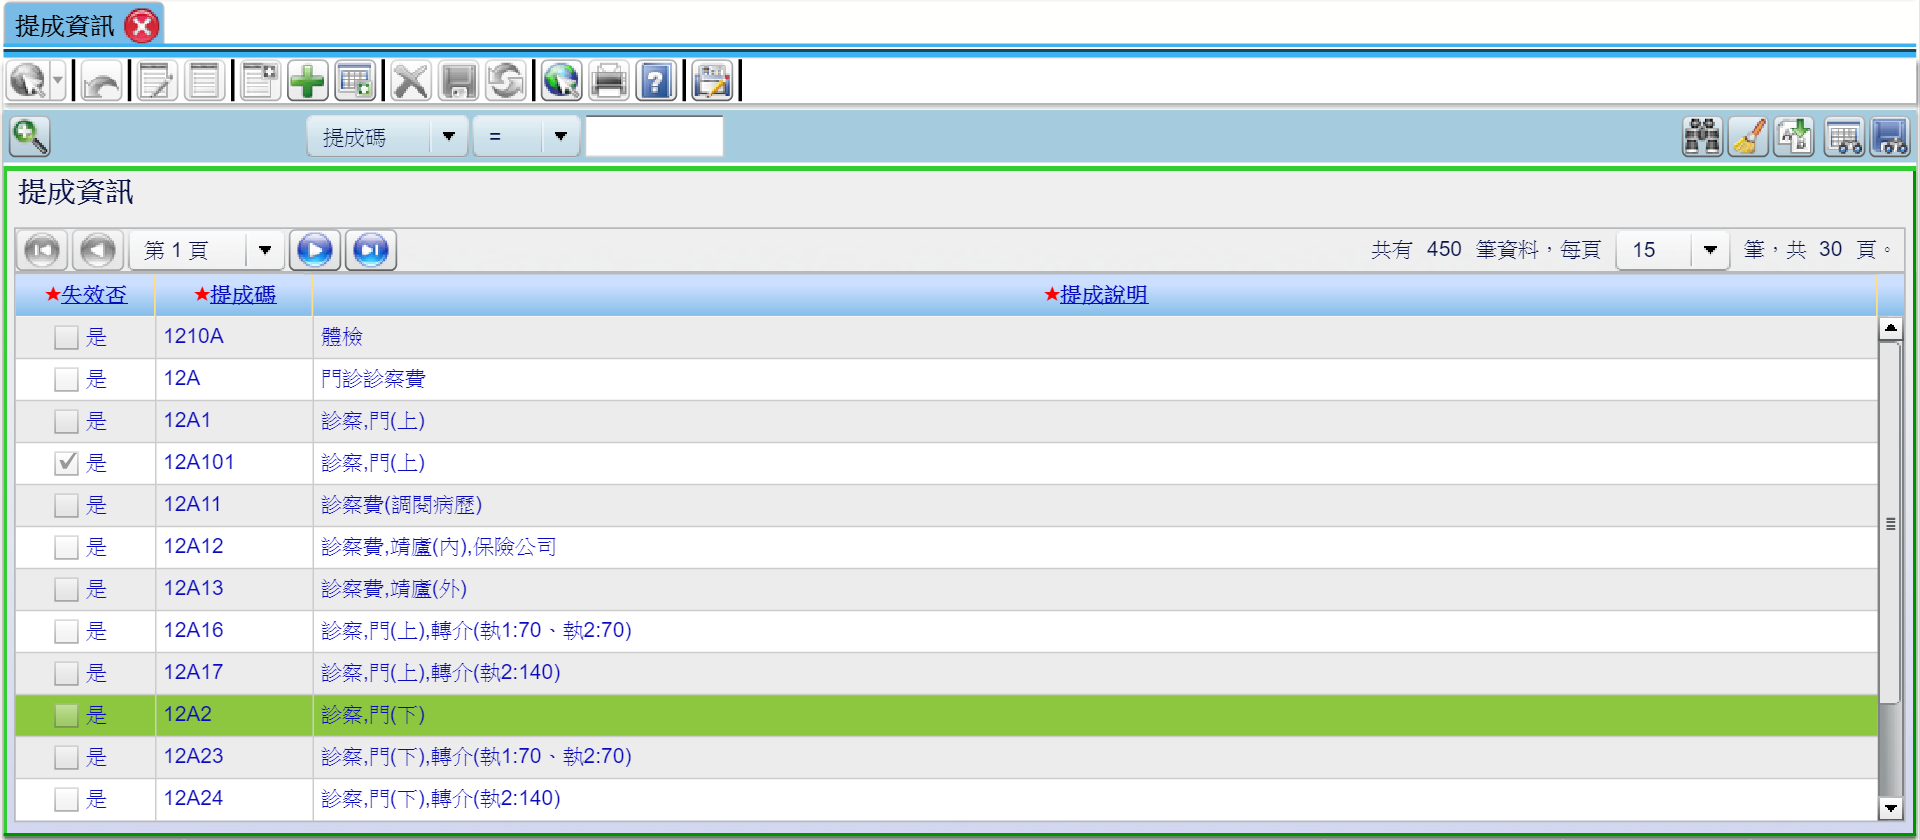 提成資訊
提成碼 =
提成資訊
第 1 頁 共有 450 筆資料，每頁 15 筆，共 30 頁。
★失效否 ★提成碼 ★提成說明
是 1210A 體檢
是 12A 門診診察費
是 12A1 診察,門(上)
是 12A101 診察,門(上)
是 12A11 診察費(調閱病歷)
是 12A12 診察費,靖廬(內),保險公司
是 12A13 診察費,靖廬(外)
是 12A16 診察,門(上),轉介(執1:70、執2:70)
是 12A17 診察,門(上),轉介(執2:140)
是 12A2 診察,門(下)
是 12A23 診察,門(下),轉介(執1:70、執2:70)
是 12A24 診察,門(下),轉介(執2:140)